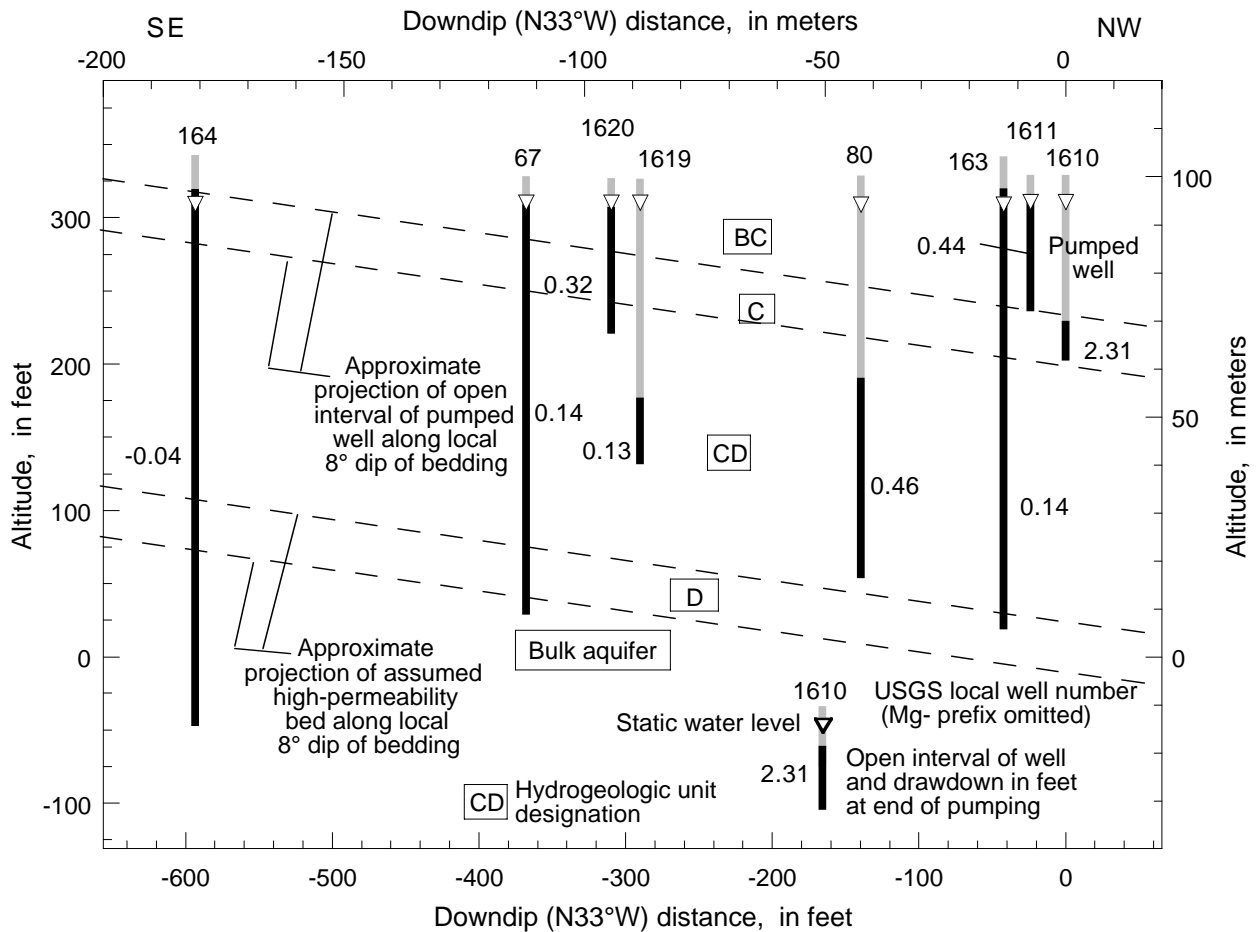 SE
Downdip (N33°W) distance, in meters
NW
-200
-150
-100
-50
0
164
67
1620
1619
80
163
1611
1610
300
200
100
0
-100
Altitude, in feet
100
50
0
Altitude, in meters
BC
C
CD
D
0.44
Pumped
well
0.32
2.31
0.14
0.13
-0.04
0.46
0.14
Approximate
projection of open
interval of pumped
well along local
8° dip of bedding
Approximate
projection of assumed
high-permeability
bed along local
8° dip of bedding
Bulk aquifer
1610
USGS local well number
(Mg- prefix omitted)
Static water level
2.31
Open interval of well
and drawdown in feet
at end of pumping
CD
Hydrogeologic unit
designation
-600
-500
-400
-300
-200
-100
0
Downdip (N33°W) distance, in feet